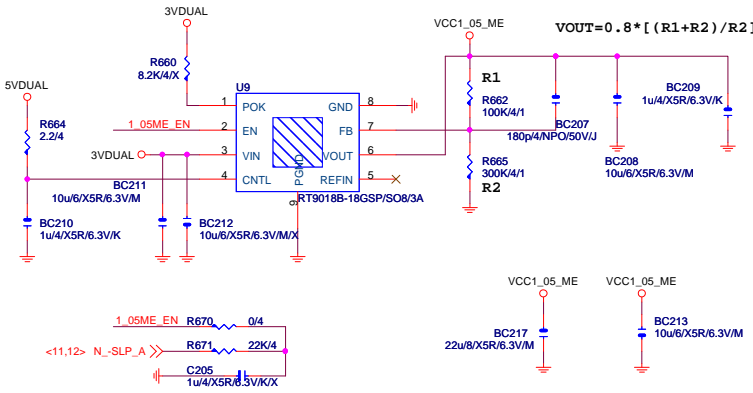 3VDUAL
VCC1_05_ME
VOUT=0.8*[(R1+R2)/R2]
R660
8.2K/4/X
5VDUAL
U9
R1
BC209
1u/4/X5R/6.3V/K
1 POK GND 8
R662
100K/4/1
R664
2.2/4
1_05ME_EN 2 EN FB 7
BC207
180p/4/NPO/50V/J
3VDUAL 3 VIN VOUT 6
R665
300K/4/1
BC208
10u/6/X5R/6.3V/M
4 CNTL PGND REFIN 5
BC211
10u/6/X5R/6.3V/M
R2
9
RT9018B-18GSP/SO8/3A
BC210
1u/4/X5R/6.3V/K
BC212
10u/6/X5R/6.3V/M/X
VCC1_05_ME
VCC1_05_ME
1_05ME_EN R670 0/4
BC217
22u/8/X5R/6.3V/M
BC213
10u/6/X5R/6.3V/M
<11,12> N_-SLP_A R671 22K/4
C205
1u/4/X5R/6.3V/K/X